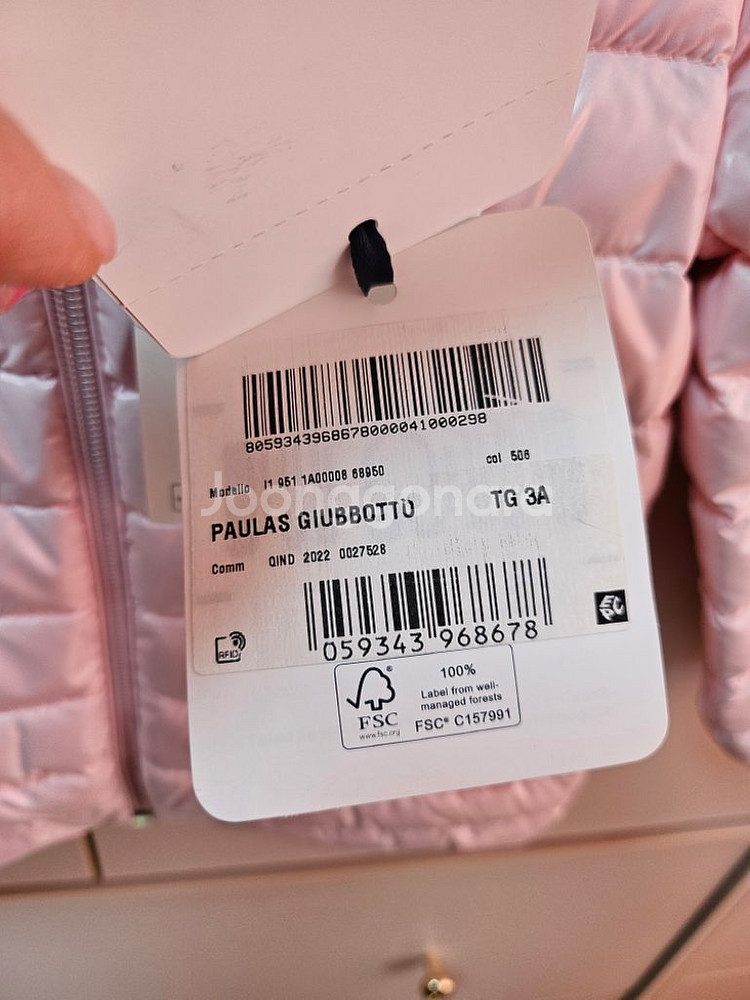 8059343968678000041000298
Modello I1 951 1A00008 68950 col 506
Joonggonara
PAULAS GIUBBOTTO TG 3A
Comm QIND 2022 0027528
059343 968678
RFID
FSC
www.fsc.org
100%
Label from well-
managed forests
FSC® C157991